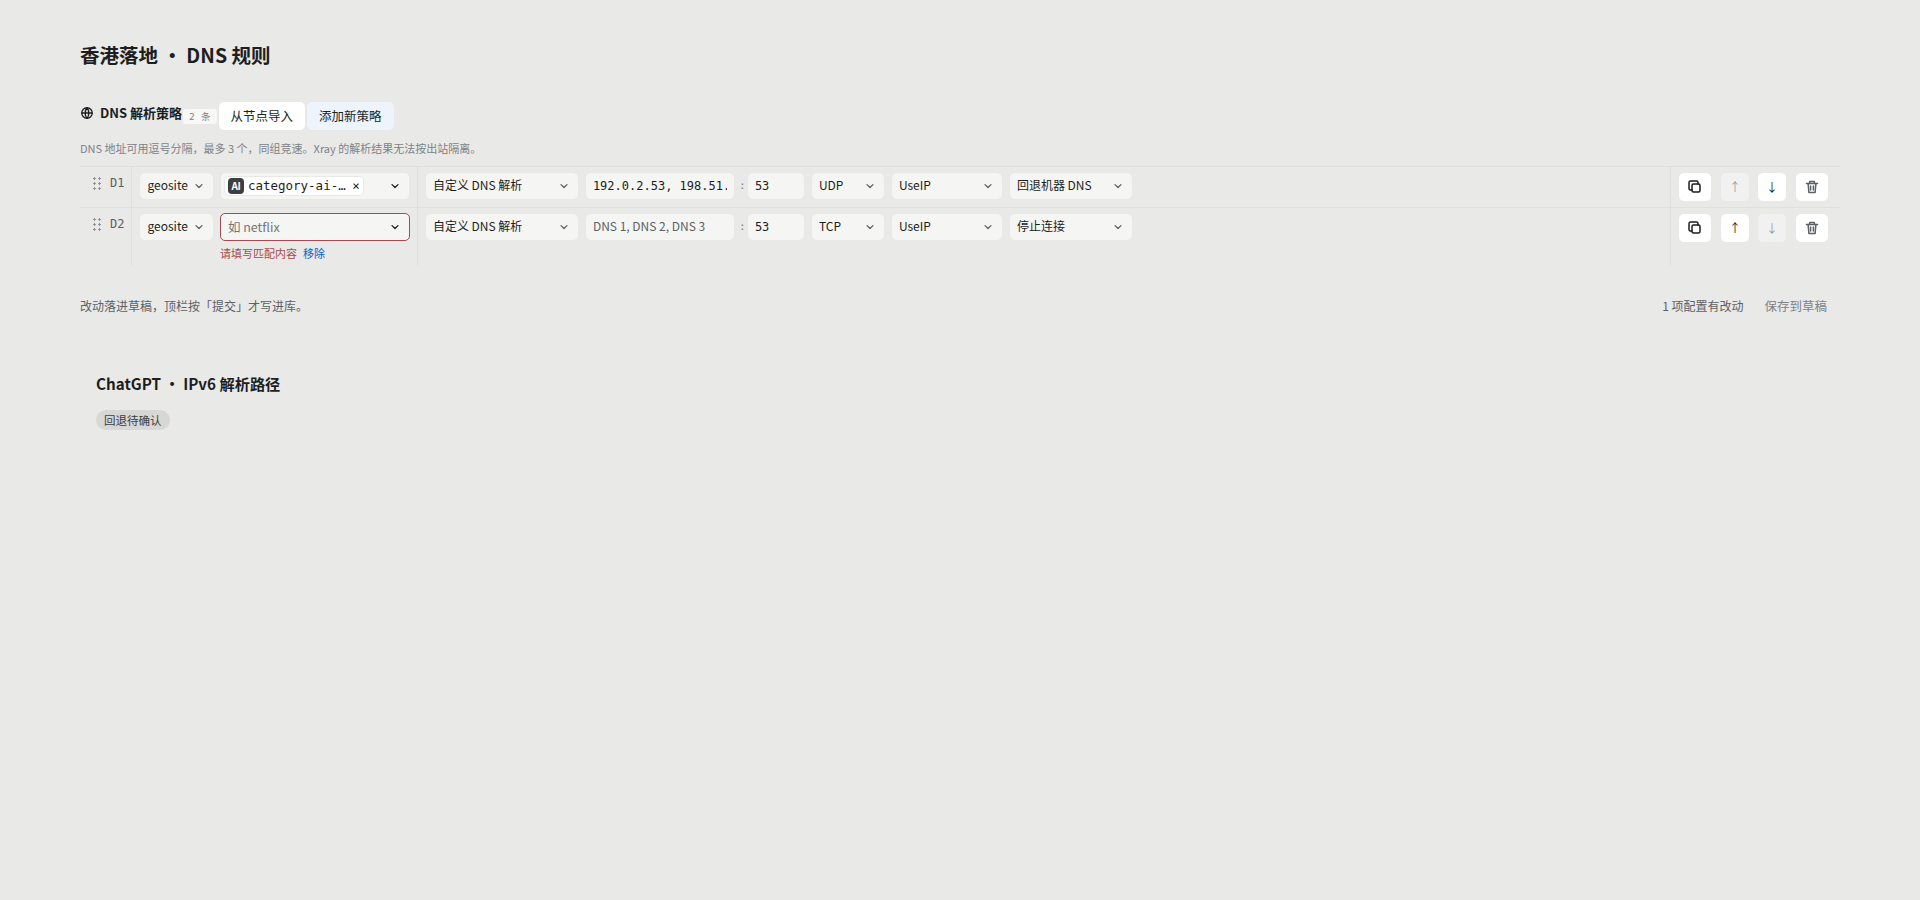 香港落地 · DNS 规则
DNS 解析策略 2 条 从节点导入 添加新策略
DNS 地址可用逗号分隔，最多 3 个，同组竞速。Xray 的解析结果无法按出站隔离。
D1 geosite AI category-ai-… × 自定义 DNS 解析 192.0.2.53, 198.51. : 53 UDP UseIP 回退机器 DNS
D2 geosite 如 netflix 自定义 DNS 解析 DNS 1, DNS 2, DNS 3 : 53 TCP UseIP 停止连接
请填写匹配内容 移除
改动落进草稿，顶栏按「提交」才写进库。 1 项配置有改动 保存到草稿
ChatGPT · IPv6 解析路径
回退待确认